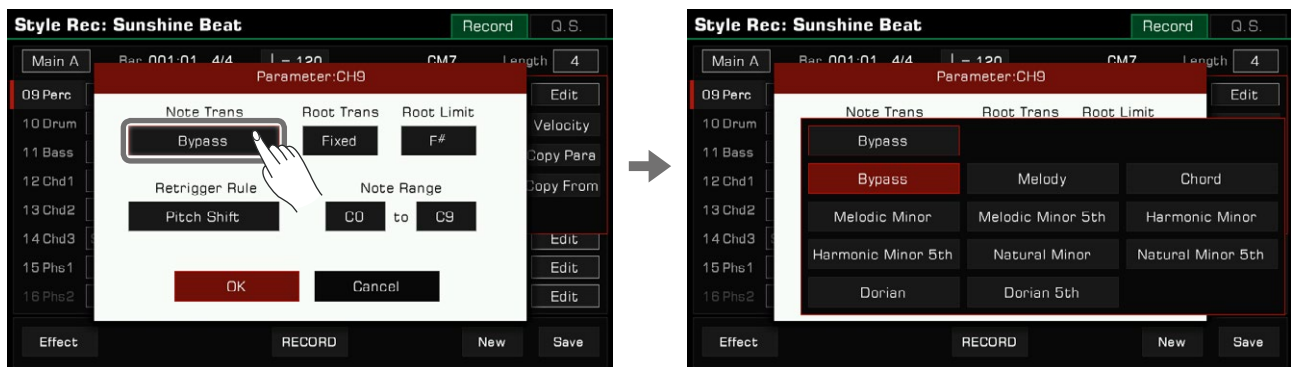 Style Rec: Sunshine Beat Record Q.S.
Main A Bar 001:01 4/4 = 120 CM7 Length 4
Parameter:CH9
09 Perc Edit
Note Trans Root Trans Root Limit
10 Drum Bypass Fixed F# Velocity
11 Bass Copy Para
12 Chd1 Retrigger Rule Note Range Copy From
13 Chd2 Pitch Shift C0 to C9
14 Chd3 Edit
15 Phs1 Edit
OK Cancel
16 Phs2 Edit
Effect RECORD New Save
Style Rec: Sunshine Beat Record Q.S.
Main A Bar 001:01 4/4 = 120 CM7 Length 4
Parameter:CH9
09 Perc Edit
Note Trans Root Trans Root Limit
10 Drum
Bypass
11 Bass
12 Chd1 Bypass Melody Chord
13 Chd2 Melodic Minor Melodic Minor 5th Harmonic Minor
14 Chd3
Harmonic Minor 5th Natural Minor Natural Minor 5th
15 Phs1
16 Phs2 Dorian Dorian 5th
Effect RECORD New Save